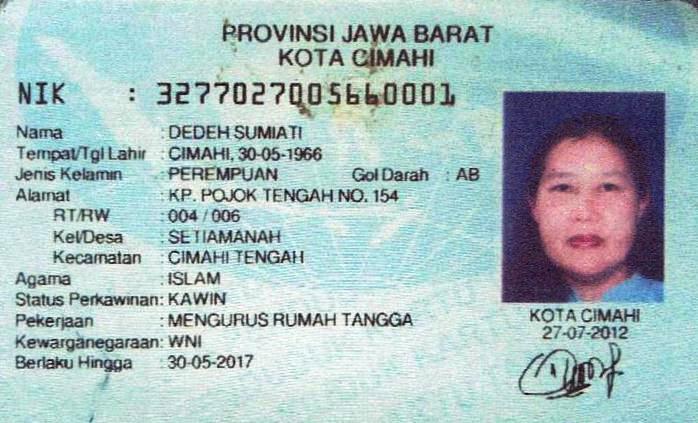 PROVINSI JAWA BARAT
KOTA CIMAHI
NIK : 3277027005660001
Nama : DEDEH SUMIATI
Tempat/Tgl Lahir : CIMAHI, 30-05-1966
Jenis Kelamin : PEREMPUAN Gol Darah : AB
Alamat : KP. POJOK TENGAH NO. 154
RT/RW : 004 / 006
Kel/Desa : SETIAMANAH
Kecamatan : CIMAHI TENGAH
Agama : ISLAM
Status Perkawinan: KAWIN
Pekerjaan : MENGURUS RUMAH TANGGA
Kewarganegaraan: WNI
Berlaku Hingga : 30-05-2017
KOTA CIMAHI
27-07-2012